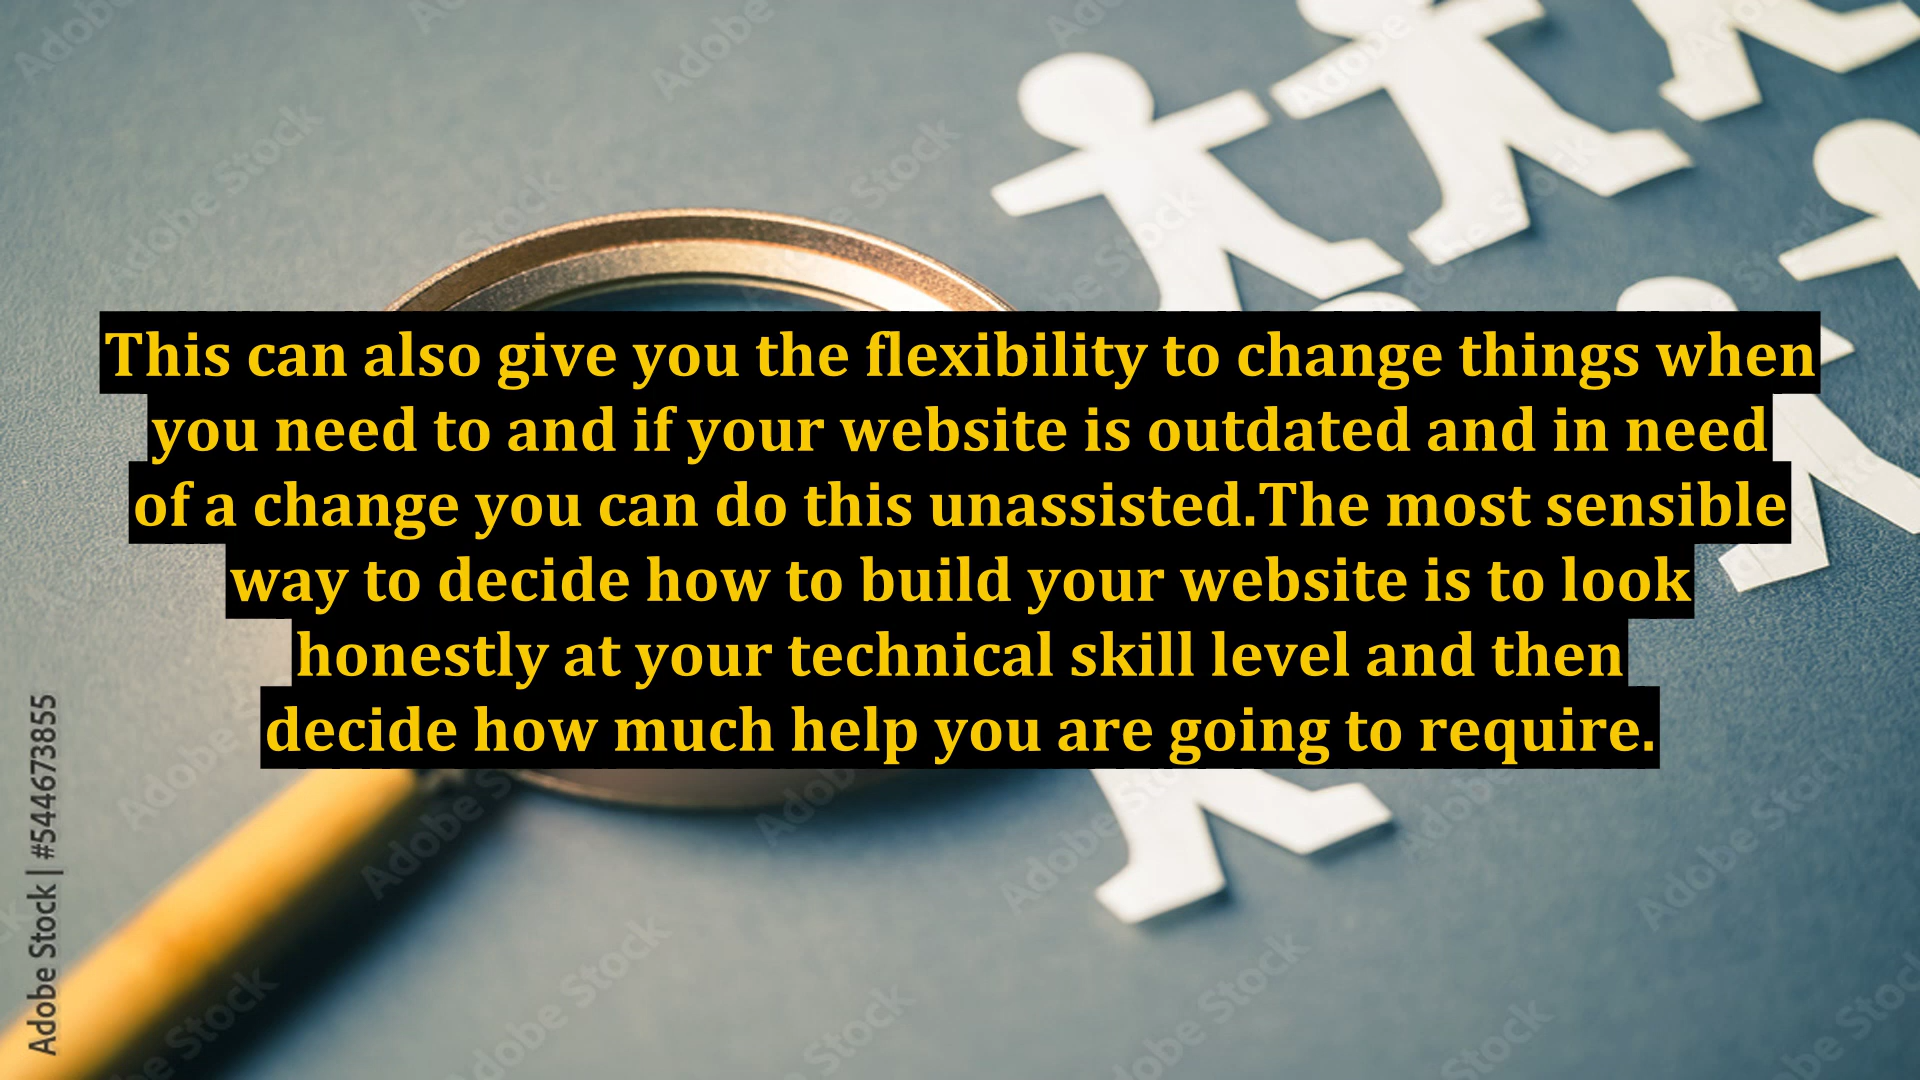 This can also give you the flexibility to change things when
you need to and if your website is outdated and in need
of a change you can do this unassisted.The most sensible
way to decide how to build your website is to look
honestly at your technical skill level and then
decide how much help you are going to require.
Adobe Stock | #544673855
Adobe Stock